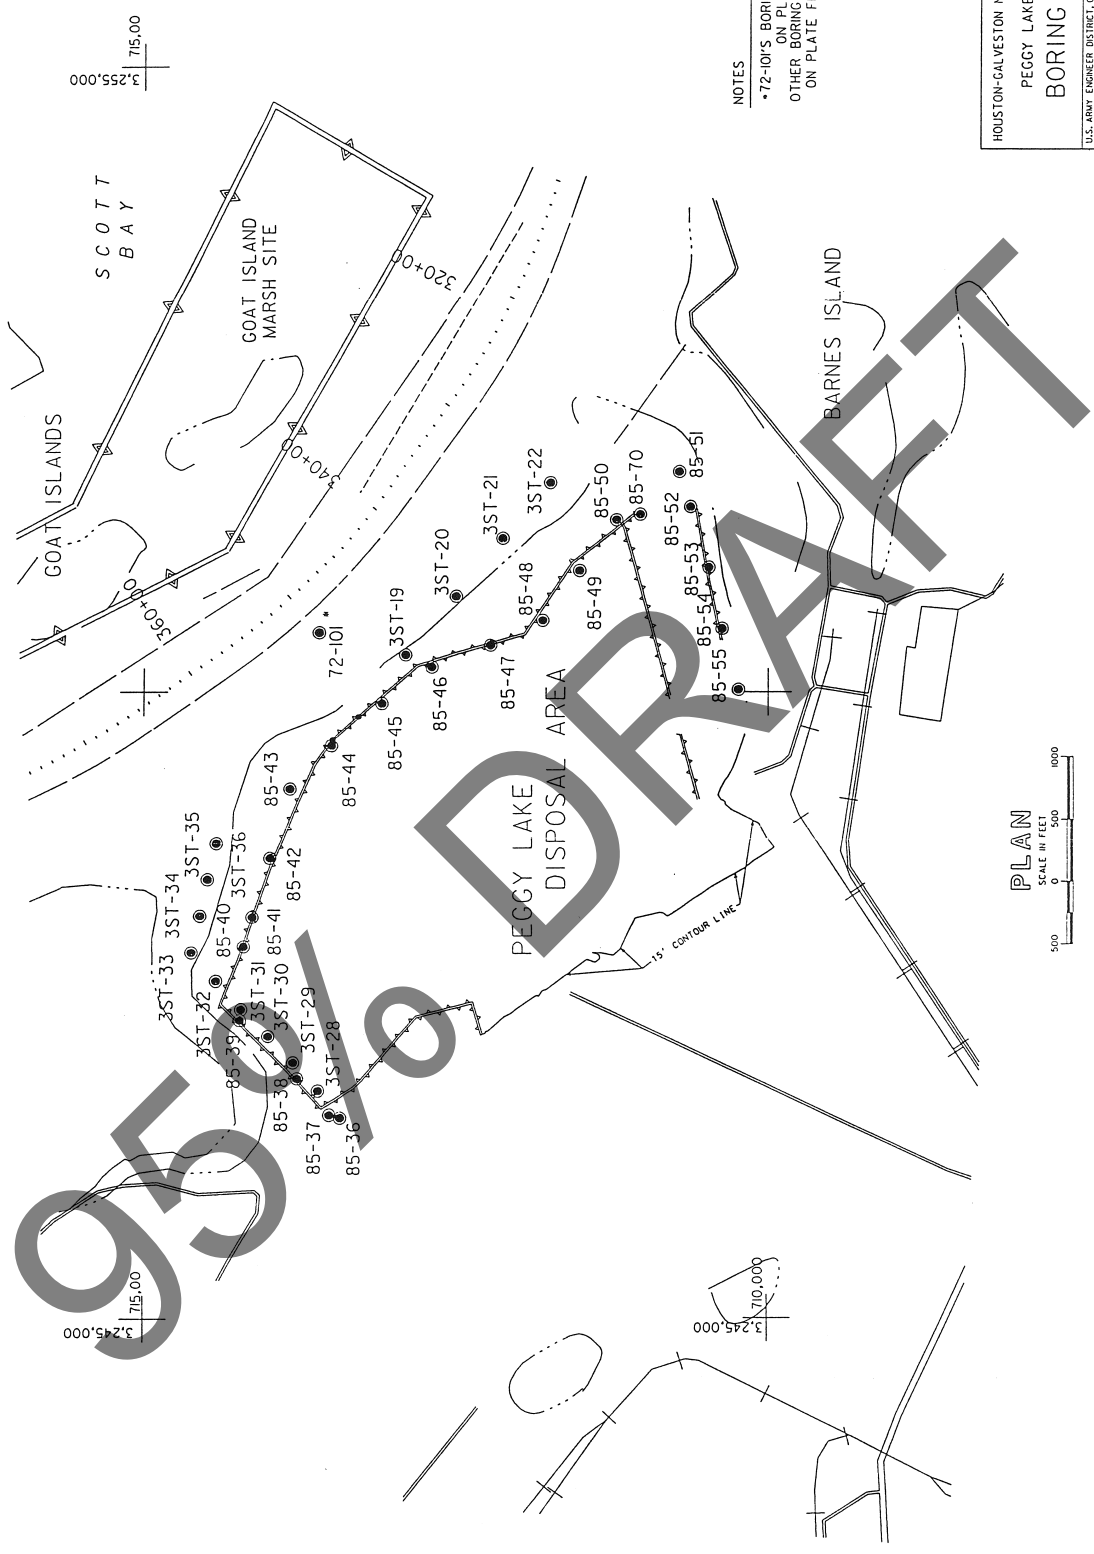 3,255,000
715,00
SCOTT
BAY
GOAT ISLAND
MARSH SITE
GOAT ISLANDS
320+00
340+00
360+00
NOTES
*72-101'S BORI
ON PL
OTHER BORING
ON PLATE F
HOUSTON-GALVESTON N
PEGGY LAKE
BORING
U.S. ARMY ENGINEER DISTRICT,
BARNES ISLAND
72-101 *
3ST-19
3ST-20
3ST-21
3ST-22
85-50
85-70
85-51
85-52
85-53
85-54
85-55
85-49
85-48
85-47
85-46
85-45
85-44
85-43
85-42
85-41
85-40
3ST-36
3ST-35
3ST-34
3ST-33
3ST-32
3ST-31
3ST-30
3ST-29
3ST-28
85-39
85-38
85-37
85-36
PEGGY LAKE
DISPOSAL AREA
15' CONTOUR LINE
PLAN
SCALE IN FEET
500 0 500 1000
3,245,000
715,00
3,245,000
710,000
95% DRAFT